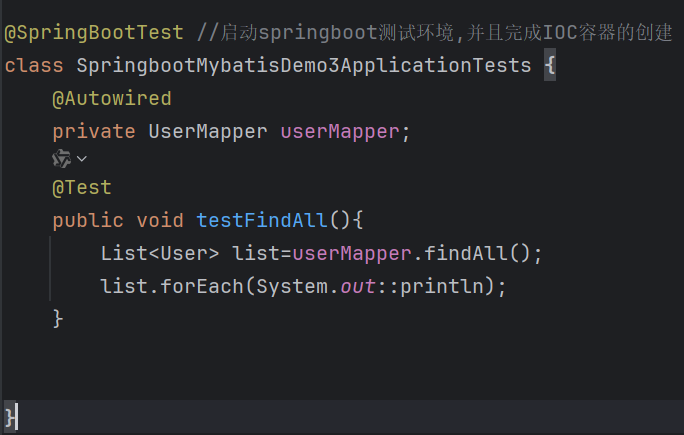 @SpringBootTest //启动springboot测试环境,并且完成IOC容器的创建
class SpringbootMybatisDemo3ApplicationTests {
    @Autowired
    private UserMapper userMapper;
    @Test
    public void testFindAll(){
        List<User> list=userMapper.findAll();
        list.forEach(System.out::println);
    }
}